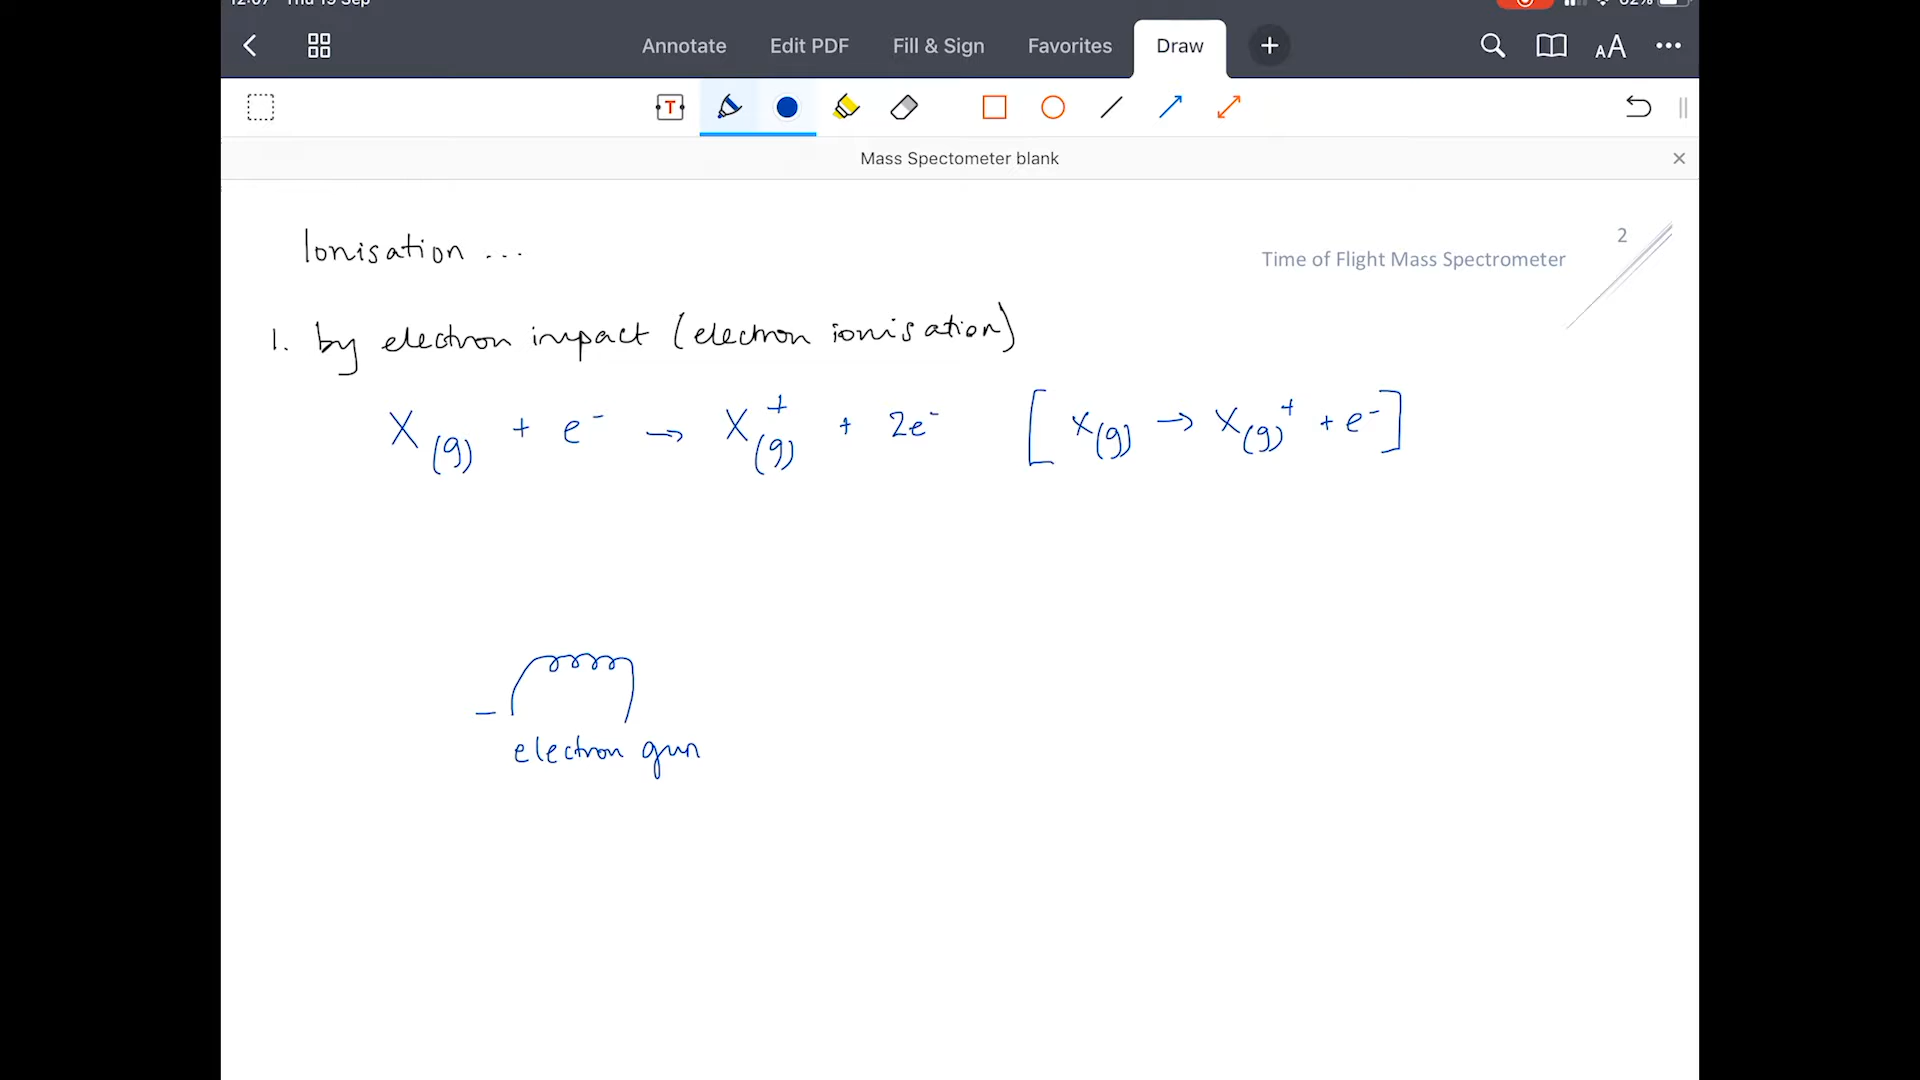 Annotate Edit PDF Fill & Sign Favorites Draw
T
Mass Spectometer blank
2
Time of Flight Mass Spectrometer
Ionisation ...
1. by electron impact (electron ionisation)
X(g) + e⁻ → X⁺(g) + 2e⁻ [X(g) → X(g)⁺ + e⁻]
electron gun